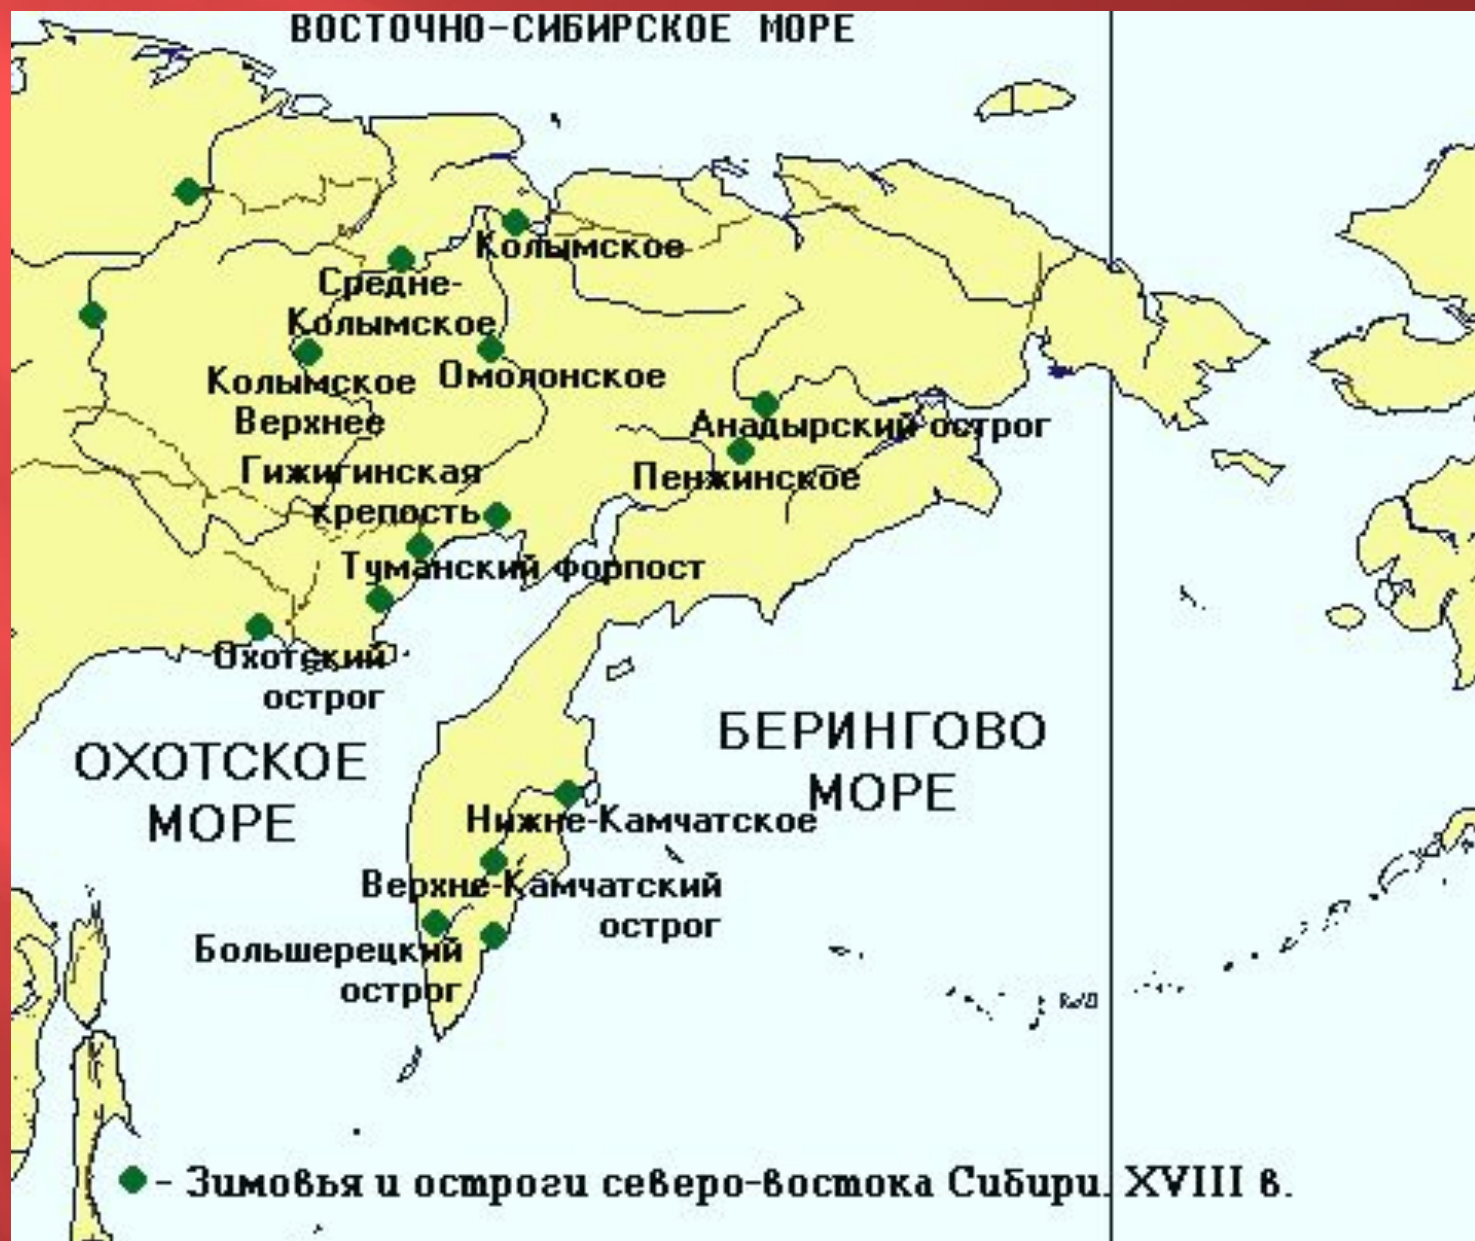 ВОСТОЧНО-СИБИРСКОЕ МОРЕ
Колымское
Средне-
Колымское
Колымское
Верхнее
Омолонское
Анадырский острог
Пенжинское
Гижигинская
крепость
Туманский форпост
Охотский
острог
ОХОТСКОЕ
МОРЕ
БЕРИНГОВО
МОРЕ
Нижне-Камчатское
Верхне-Камчатский
острог
Большерецкий
острог
- Зимовья и остроги северо-востока Сибири. XVIII в.